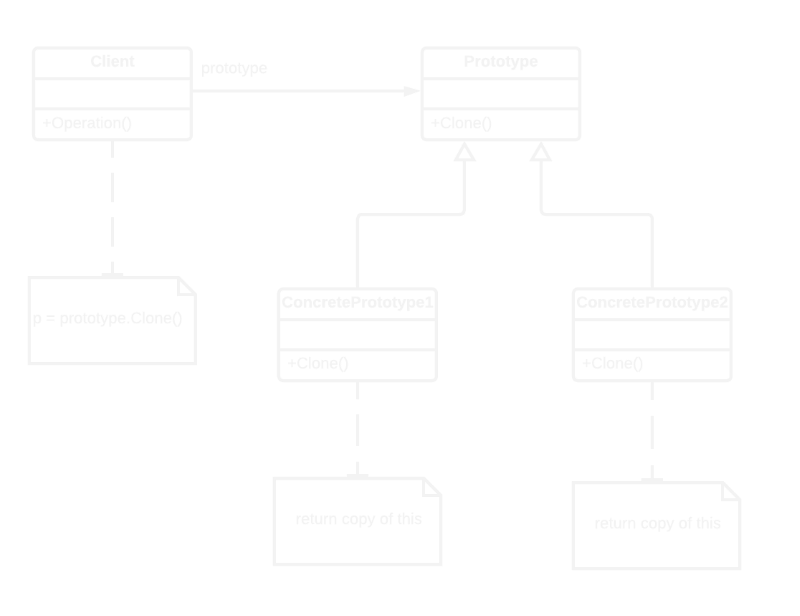 Client
prototype
Prototype
+Operation()
+Clone()
p = prototype.Clone()
ConcretePrototype1
ConcretePrototype2
+Clone()
+Clone()
return copy of this
return copy of this